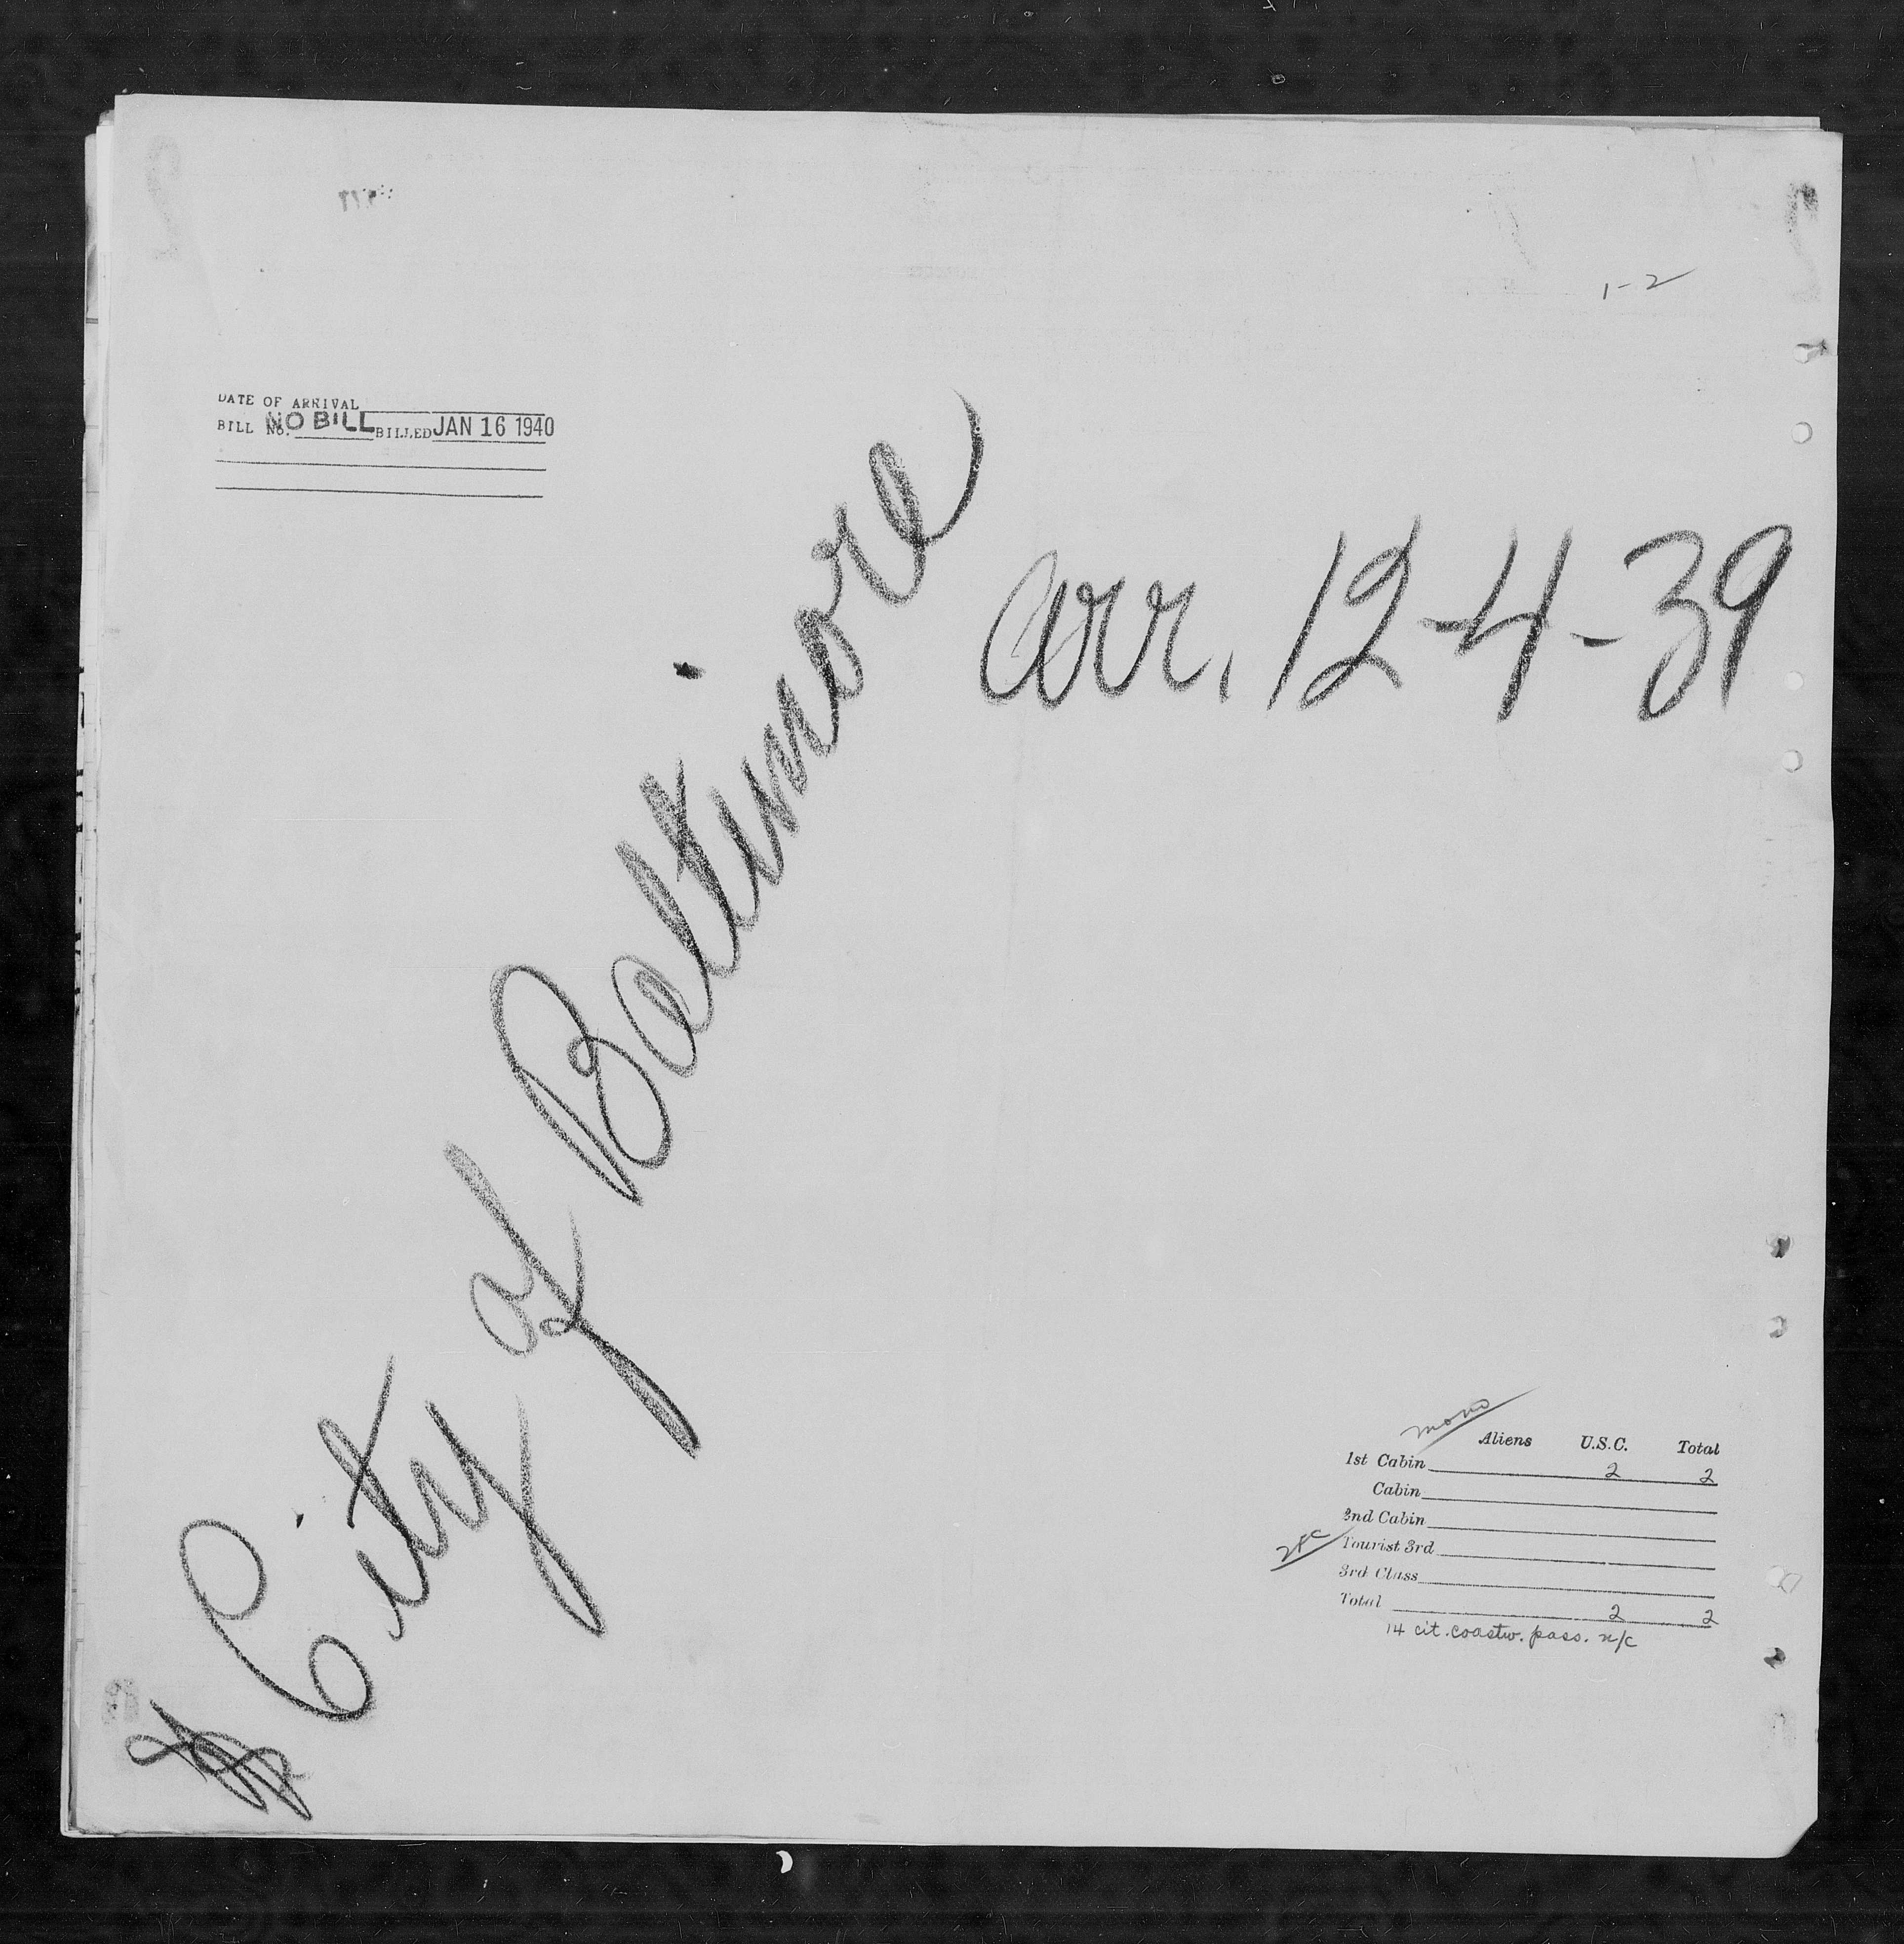 1-2
DATE OF ARRIVAL
BILL No. NO BILL BILLED JAN 16 1940
arr. 12-4-39
SS City of Baltimore
Aliens U.S.C. Total
1st Cabin 2 2
Cabin
2nd Cabin
Tourist 3rd
3rd Class
Total 2 2
14 cit. coastw. pass. n/c